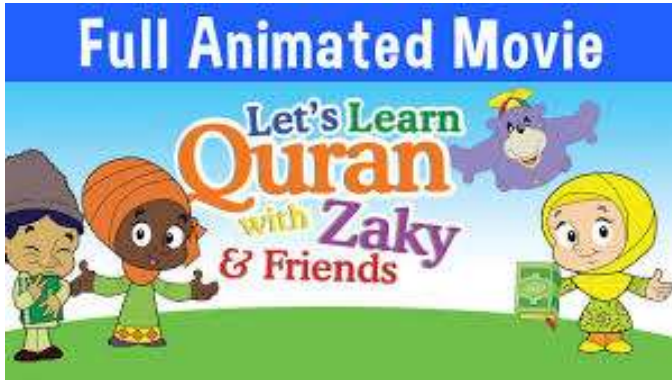 Full Animated Movie
Let's Learn
Quran
with Zaky
& Friends